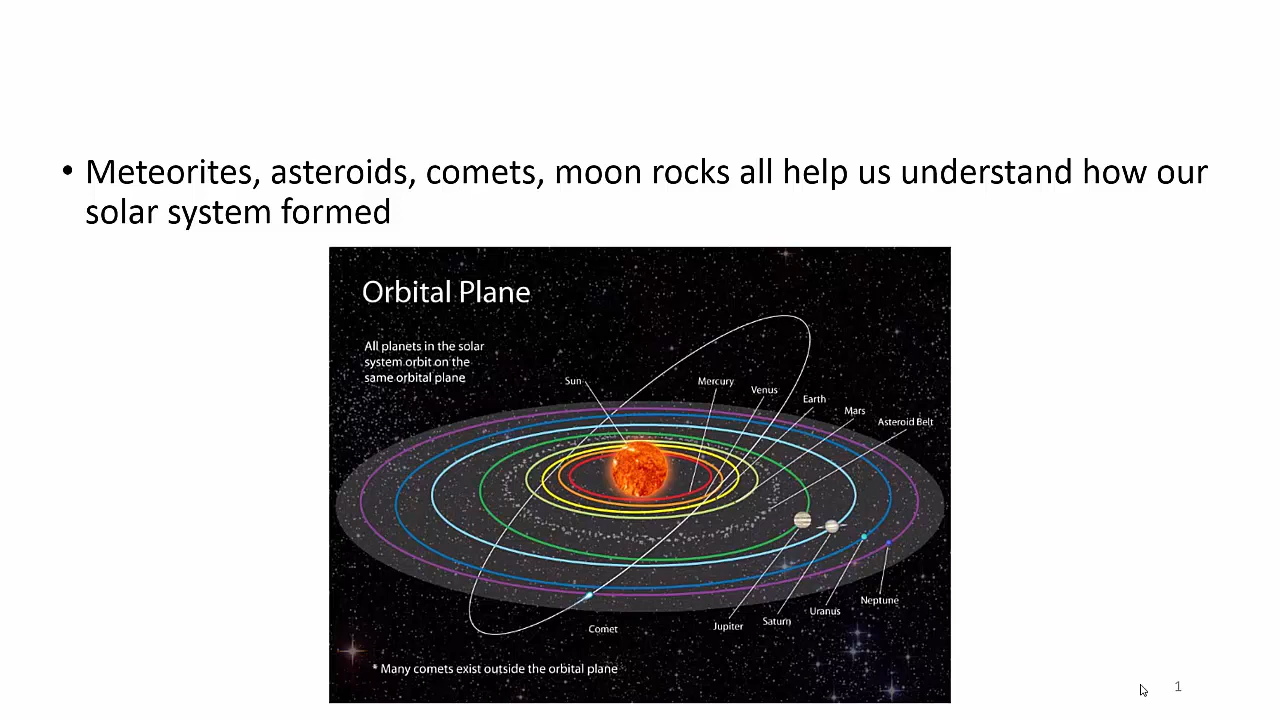 • Meteorites, asteroids, comets, moon rocks all help us understand how our
solar system formed
Orbital Plane
All planets in the solar
system orbit on the
same orbital plane
Sun
Mercury
Venus
Earth
Mars
Asteroid Belt
Neptune
Uranus
Saturn
Jupiter
Comet
* Many comets exist outside the orbital plane
1